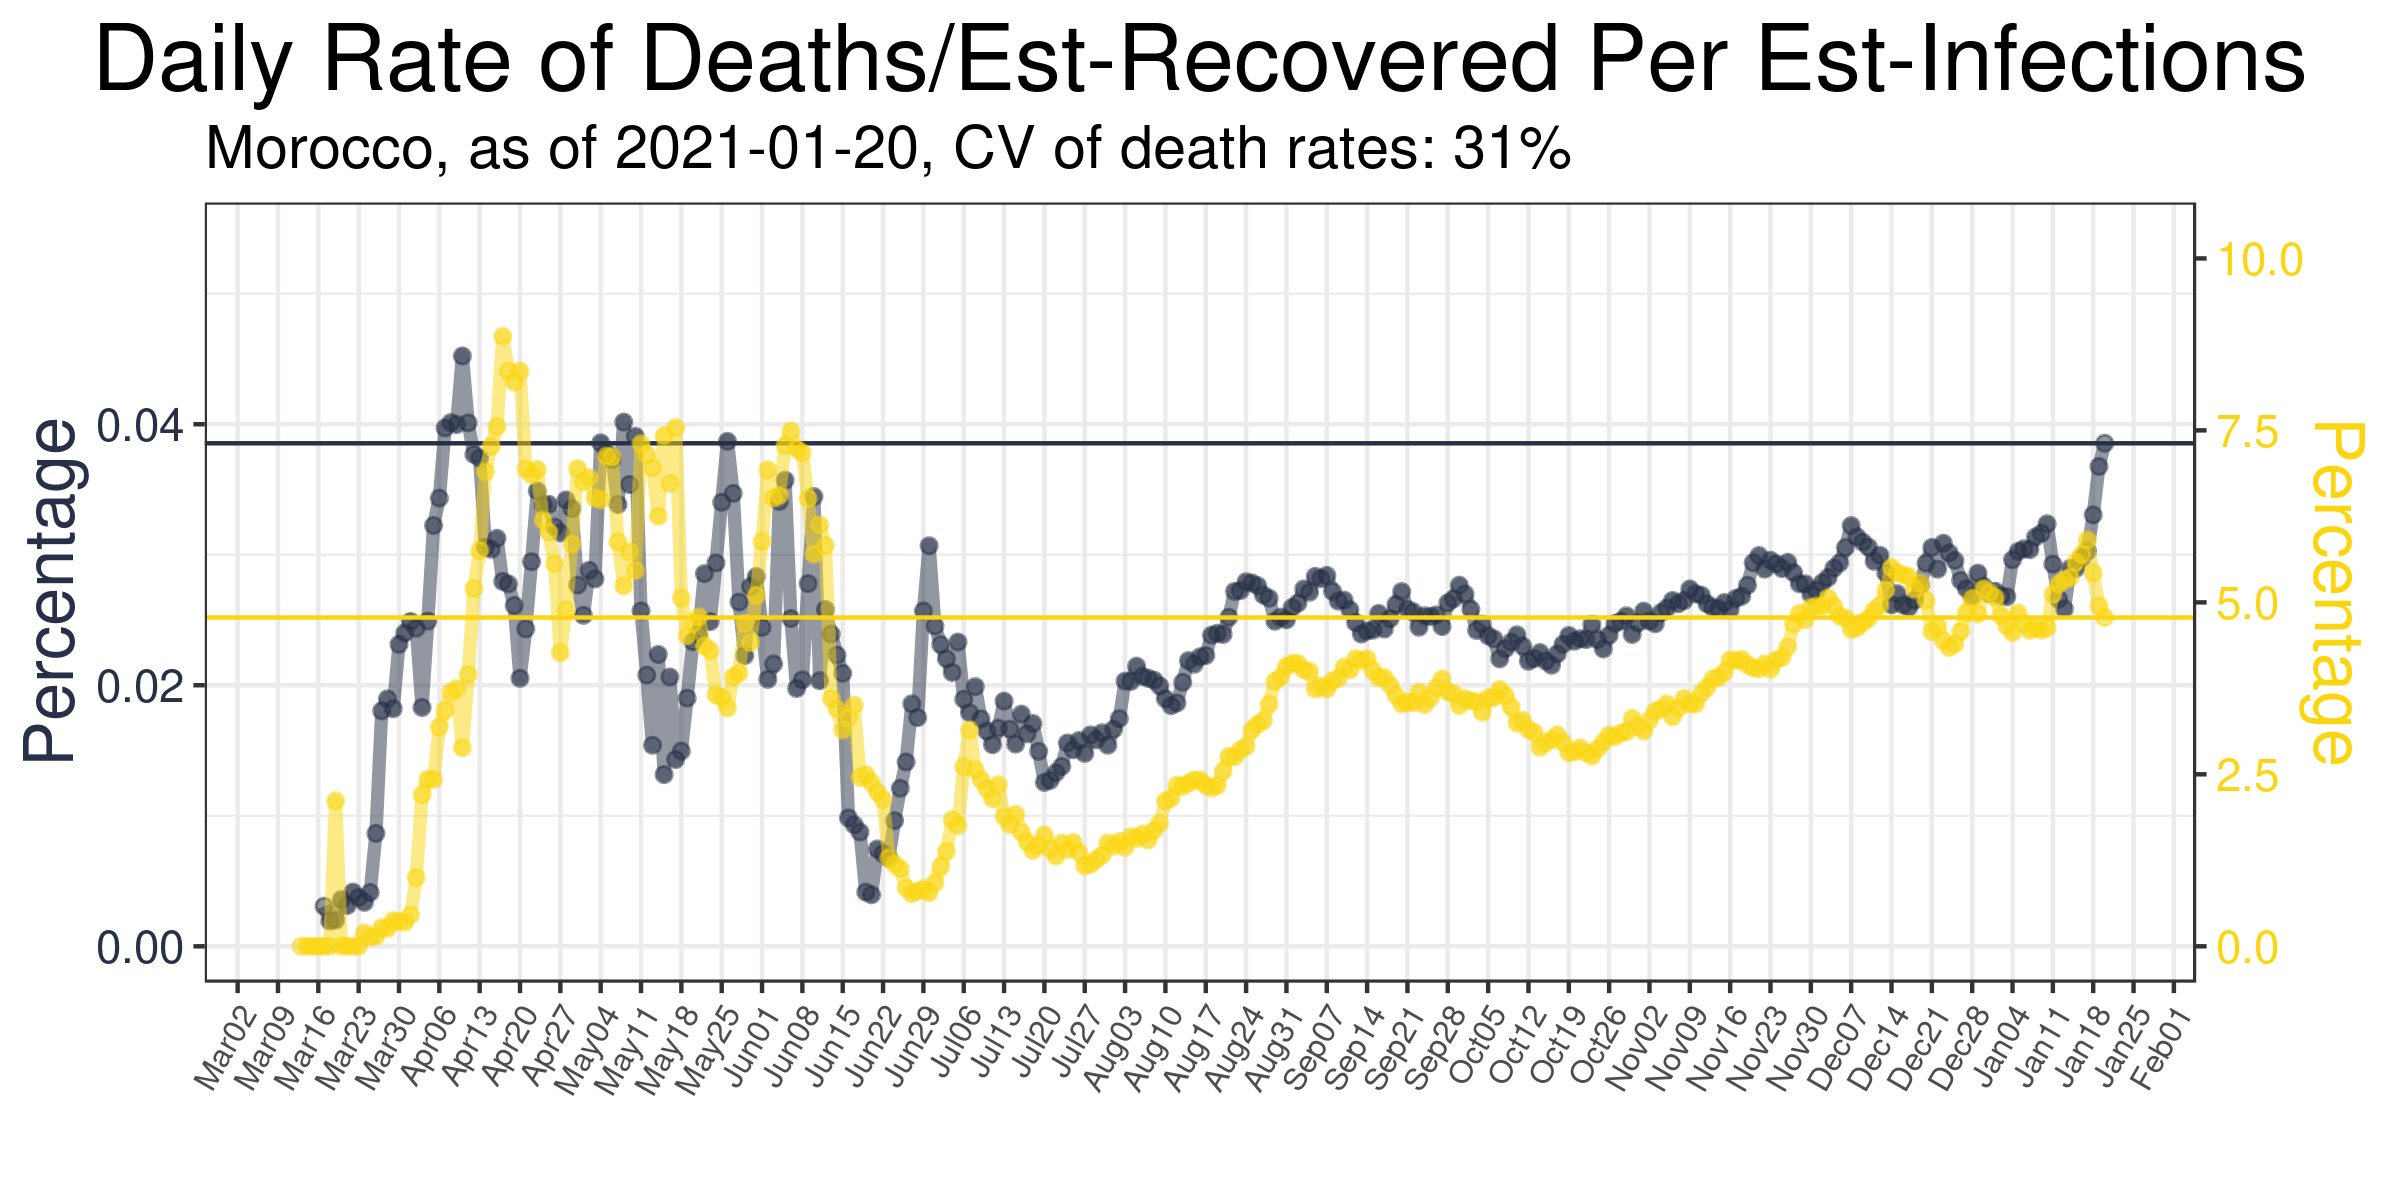 Daily Rate of Deaths/Est-Recovered Per Est-Infections
Morocco, as of 2021-01-20, CV of death rates: 31%
Percentage
0.04
0.02
0.00
10.0
7.5
5.0
2.5
0.0
Percentage
Mar02
Mar09
Mar16
Mar23
Mar30
Apr06
Apr13
Apr20
Apr27
May04
May11
May18
May25
Jun01
Jun08
Jun15
Jun22
Jun29
Jul06
Jul13
Jul20
Jul27
Aug03
Aug10
Aug17
Aug24
Aug31
Sep07
Sep14
Sep21
Sep28
Oct05
Oct12
Oct19
Oct26
Nov02
Nov09
Nov16
Nov23
Nov30
Dec07
Dec14
Dec21
Dec28
Jan04
Jan11
Jan18
Jan25
Feb01